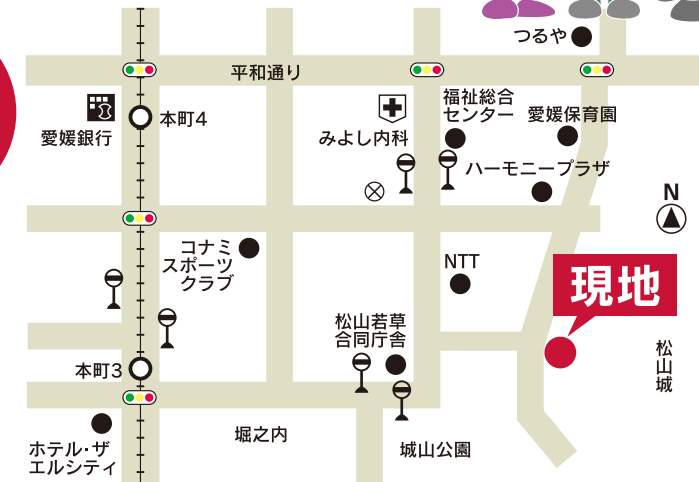 つるや
平和通り
福祉総合
センター
愛媛保育園
本町4
愛媛銀行
みよし内科
ハーモニープラザ
N
コナミ
スポーツ
クラブ
NTT
現地
松山若草
合同庁舎
松山城
本町3
堀之内
城山公園
ホテル・ザ
エルシティ